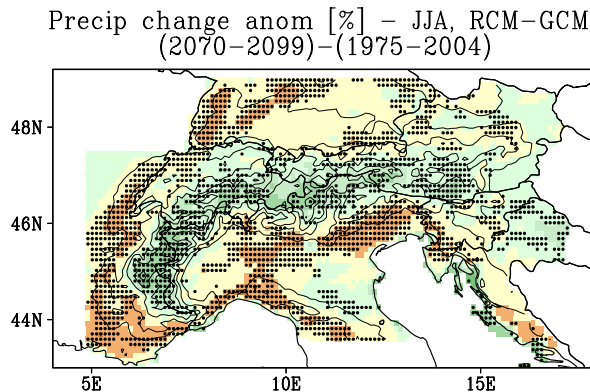 Precip change anom [%] – JJA, RCM–GCM
(2070–2099)–(1975–2004)
48N
46N
44N
5E 10E 15E